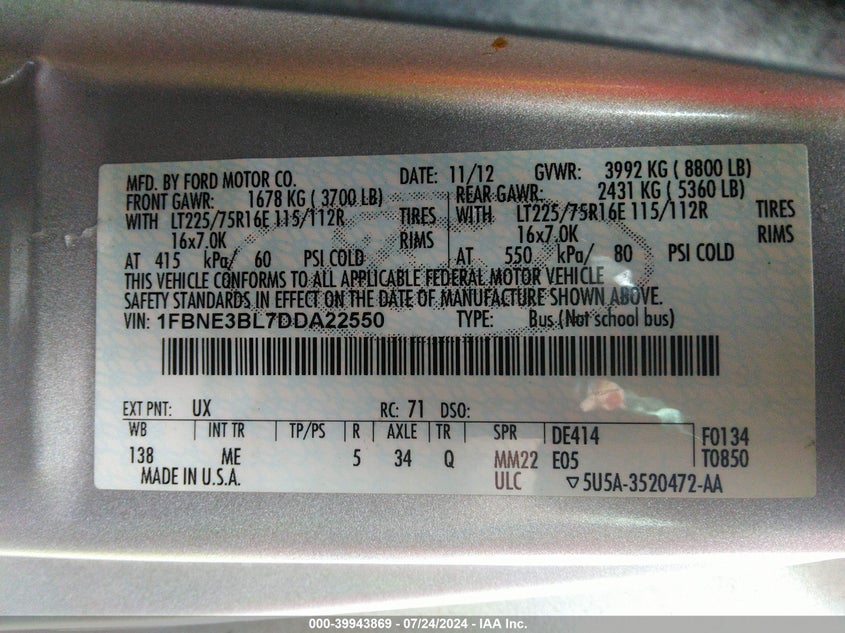 MFD. BY FORD MOTOR CO. DATE: 11/12 GVWR: 3992 KG ( 8800 LB)
FRONT GAWR: 1678 KG ( 3700 LB) REAR GAWR: 2431 KG ( 5360 LB)
WITH LT225/75R16E 115/112R TIRES WITH LT225/75R16E 115/112R TIRES
16x7.0K RIMS 16x7.0K RIMS
AT 415 kPa/ 60 PSI COLD AT 550 kPa/ 80 PSI COLD
THIS VEHICLE CONFORMS TO ALL APPLICABLE FEDERAL MOTOR VEHICLE
SAFETY STANDARDS IN EFFECT ON THE DATE OF MANUFACTURE SHOWN ABOVE.
VIN: 1FBNE3BL7DDA22550 TYPE: Bus (Not school bus)
EXT PNT: UX RC: 71 DSO:
WB INT TR TP/PS R AXLE TR SPR DE414 F0134
138 ME 5 34 Q MM22 E05 T0850
MADE IN U.S.A. ULC ▽5U5A-3520472-AA
000-39943869 - 07/24/2024 - IAA Inc.